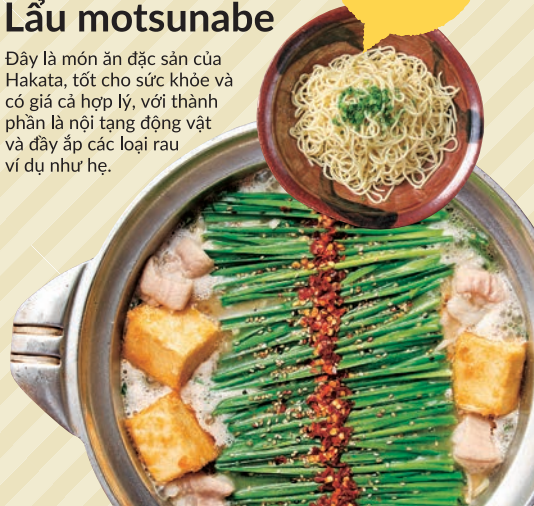 Lẩu motsunabe
Đây là món ăn đặc sản của
Hakata, tốt cho sức khỏe và
có giá cả hợp lý, với thành
phần là nội tạng động vật
và đầy ắp các loại rau
ví dụ như hẹ.